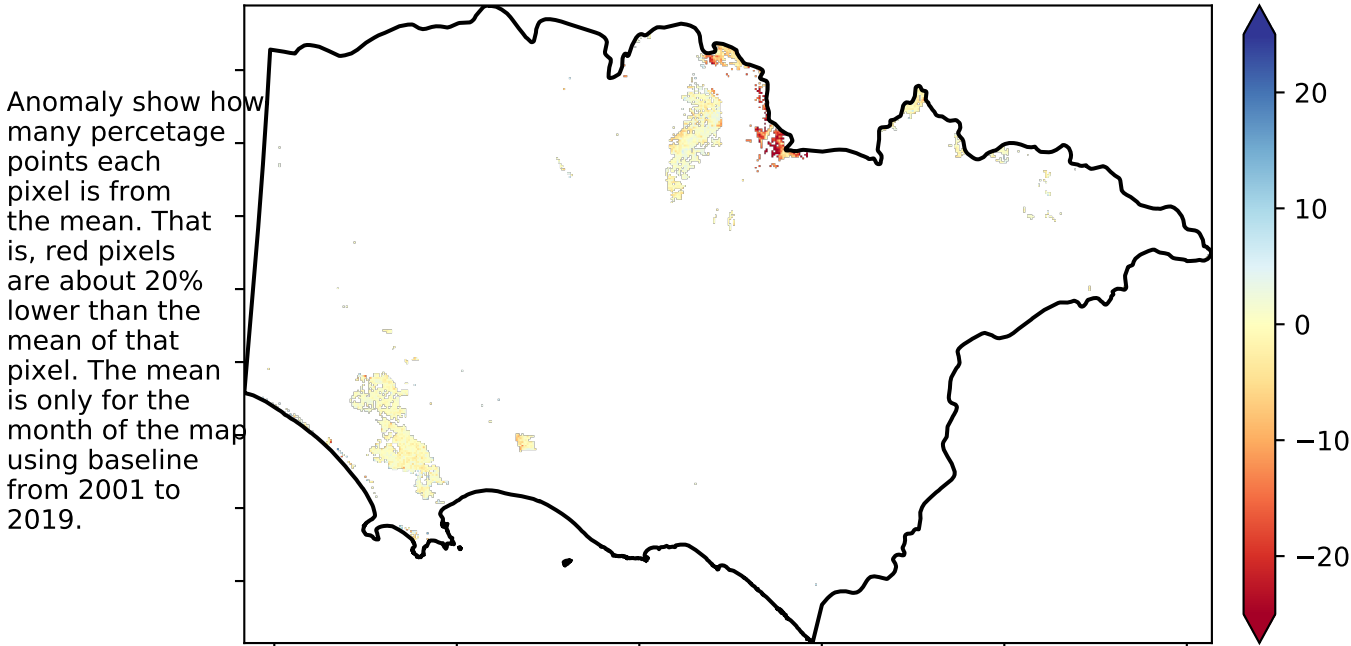 Anomaly show how
many percetage
points each
pixel is from
the mean. That
is, red pixels
are about 20%
lower than the
mean of that
pixel. The mean
is only for the
month of the map
using baseline
from 2001 to
2019.
20
10
0
−10
−20